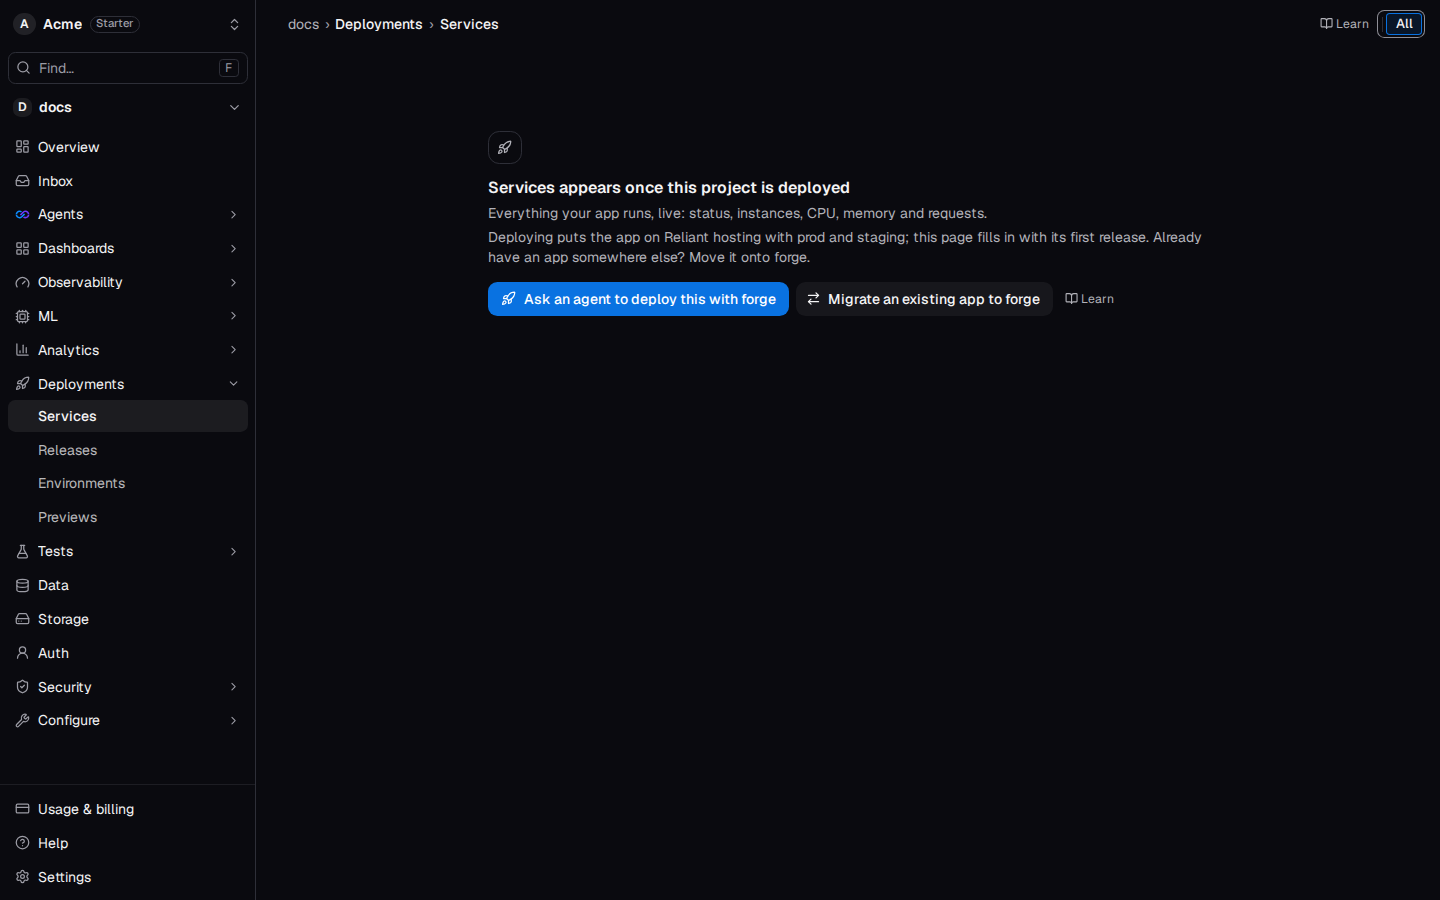 A Acme Starter
Find... F
D docs
Overview
Inbox
Agents
Dashboards
Observability
ML
Analytics
Deployments
Services
Releases
Environments
Previews
Tests
Data
Storage
Auth
Security
Configure
Usage & billing
Help
Settings
docs › Deployments › Services
Learn All
Services appears once this project is deployed
Everything your app runs, live: status, instances, CPU, memory and requests.
Deploying puts the app on Reliant hosting with prod and staging; this page fills in with its first release. Already
have an app somewhere else? Move it onto forge.
Ask an agent to deploy this with forge Migrate an existing app to forge Learn